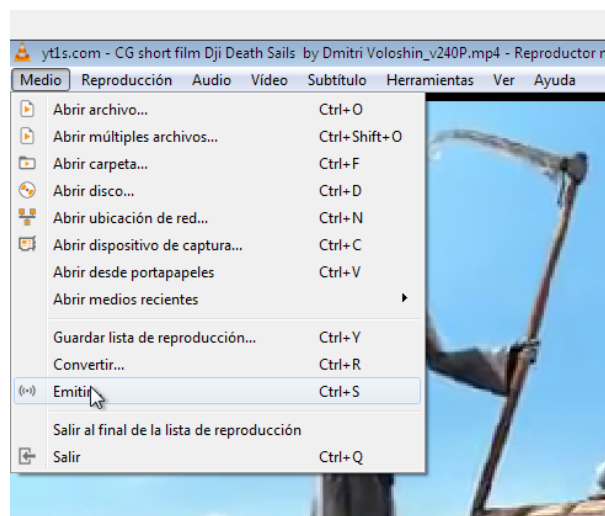 yt1s.com - CG short film Dji Death Sails by Dmitri Voloshin_v240P.mp4 - Reproductor
Medio Reproducción Audio Vídeo Subtítulo Herramientas Ver Ayuda
Abrir archivo... Ctrl+O
Abrir múltiples archivos... Ctrl+Shift+O
Abrir carpeta... Ctrl+F
Abrir disco... Ctrl+D
Abrir ubicación de red... Ctrl+N
Abrir dispositivo de captura... Ctrl+C
Abrir desde portapapeles Ctrl+V
Abrir medios recientes
Guardar lista de reproducción... Ctrl+Y
Convertir... Ctrl+R
Emitir Ctrl+S
Salir al final de la lista de reproducción
Salir Ctrl+Q